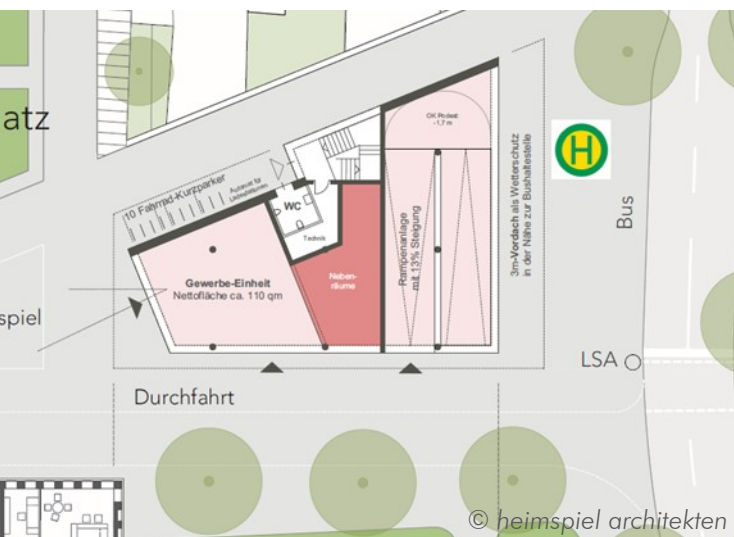 atz
10 Fahrrad-Kurzparker
WC
Technik
Gewerbe-Einheit
Nettofläche ca. 110 qm
Neben-
räume
OK Podest
-1,7 m
Rampenanlage
mit 13% Steigung
3m-Vordach als Wetterschutz
in der Nähe zur Bushaltestelle
H
Bus
spiel
LSA
Durchfahrt
© heimspiel architekten